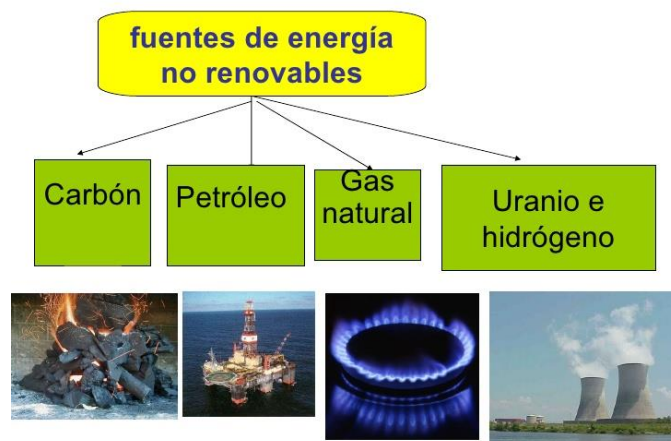 fuentes de energía
no renovables
Carbón
Petróleo
Gas
natural
Uranio e
hidrógeno